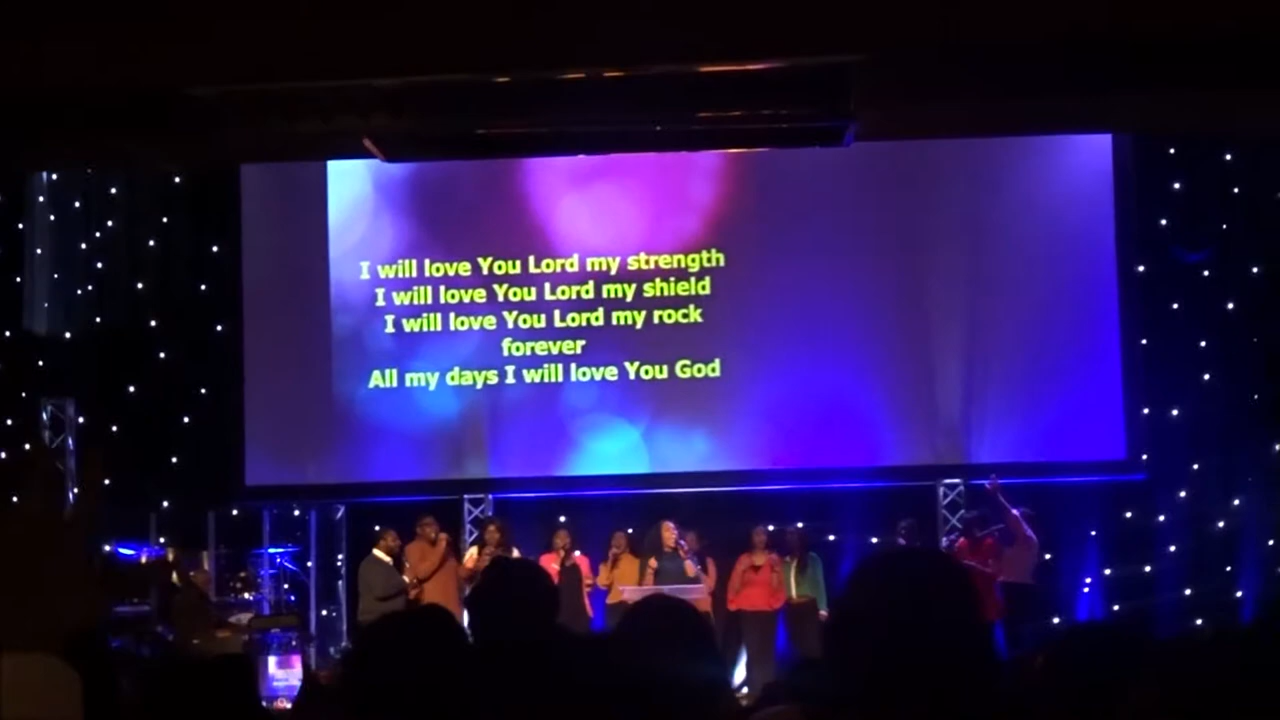 I will love You Lord my strength
I will love You Lord my shield
I will love You Lord my rock
forever
All my days I will love You God